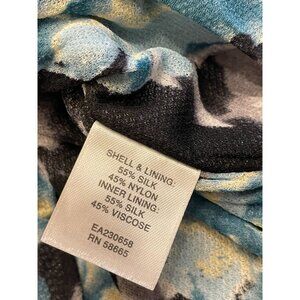 SHELL & LINING:
55% SILK
45% NYLON
INNER LINING:
55% SILK
45% VISCOSE
EA230658
RN 58665